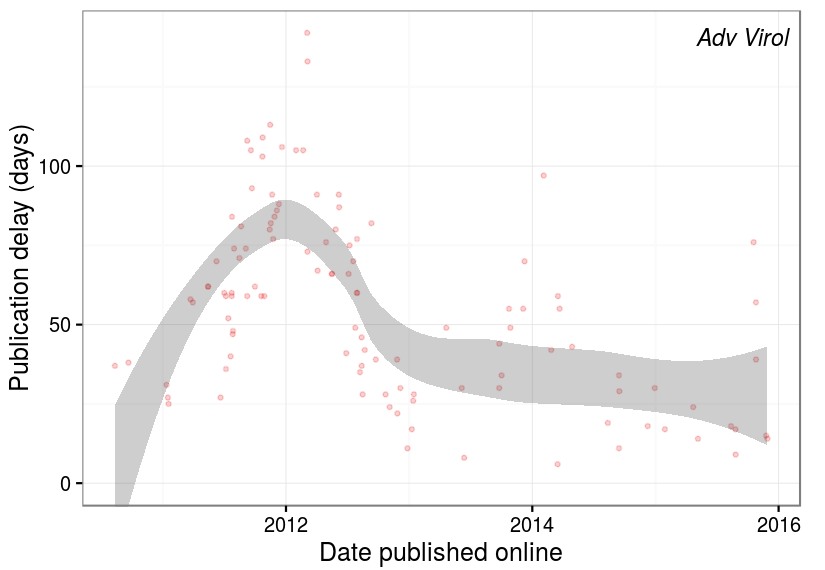 Adv Virol
Publication delay (days)
100
50
0
2012
2014
2016
Date published online